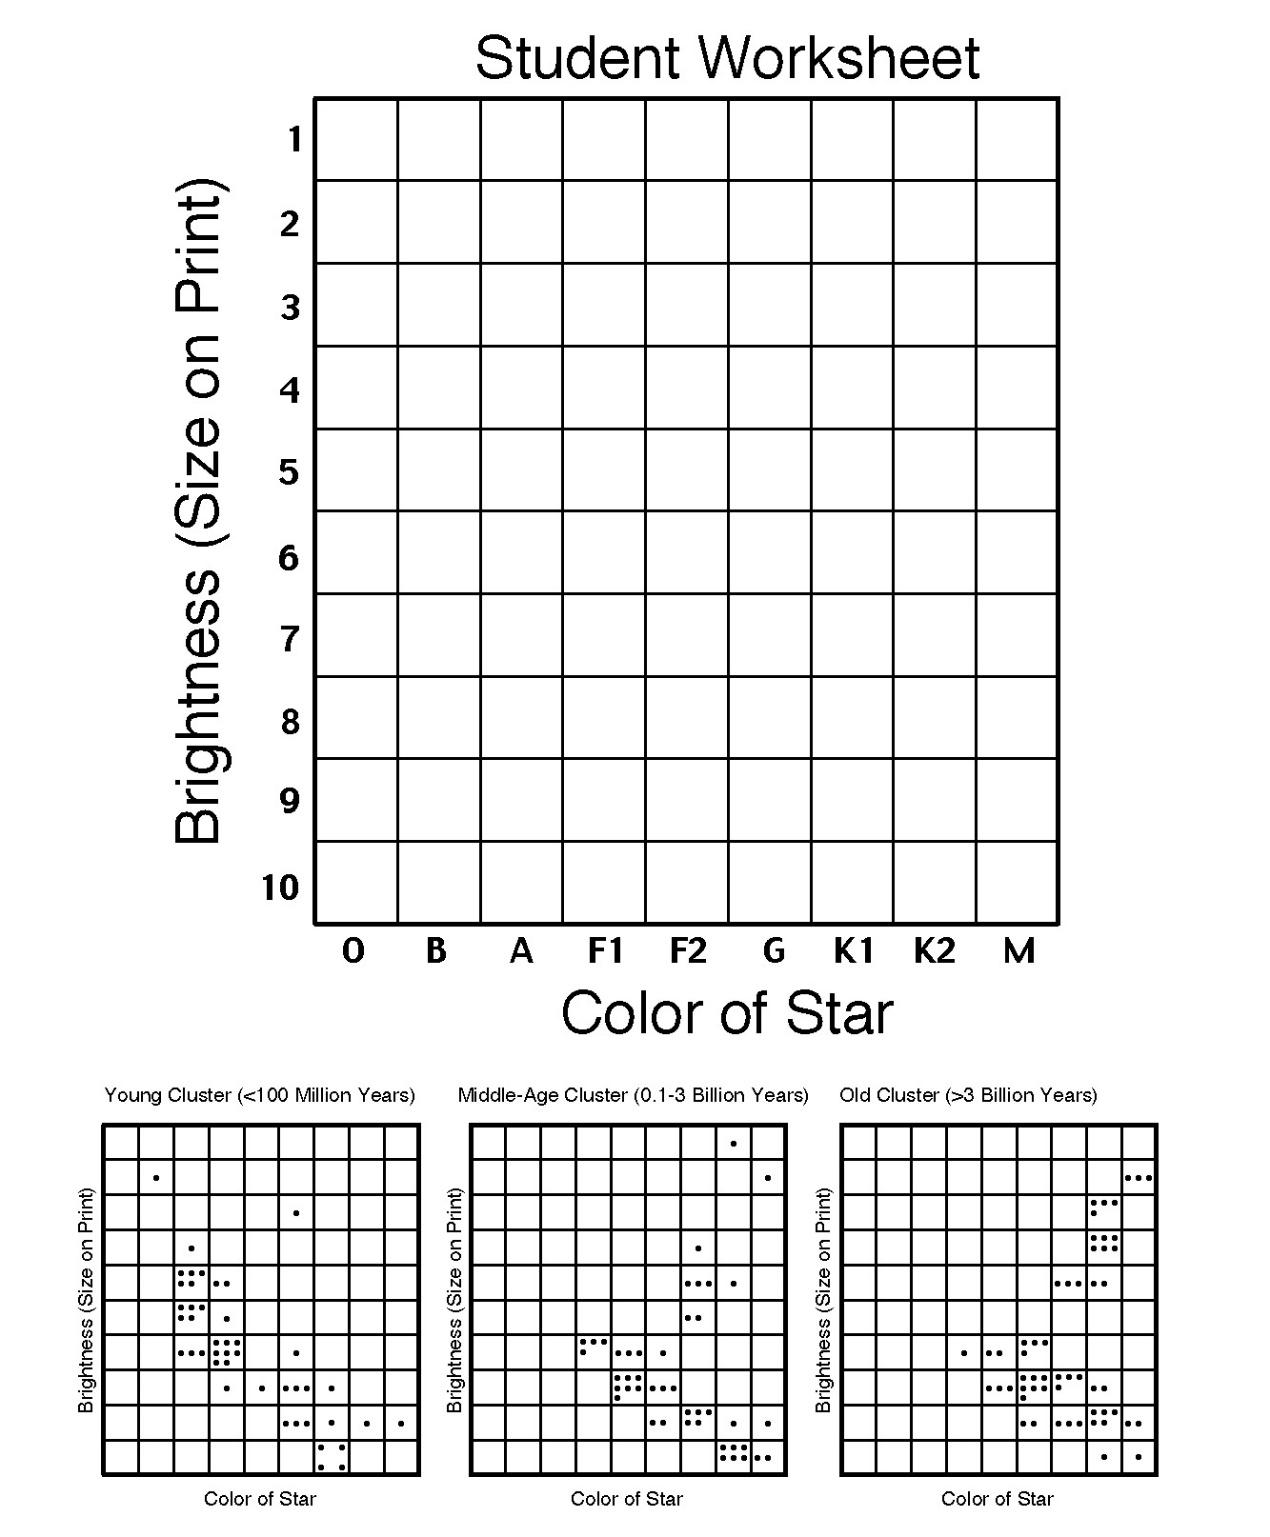 Student Worksheet
Brightness (Size on Print)
1
2
3
4
5
6
7
8
9
10
O B A F1 F2 G K1 K2 M
Color of Star
Young Cluster (<100 Million Years)
Brightness (Size on Print)
Color of Star
Middle-Age Cluster (0.1-3 Billion Years)
Brightness (Size on Print)
Color of Star
Old Cluster (>3 Billion Years)
Brightness (Size on Print)
Color of Star